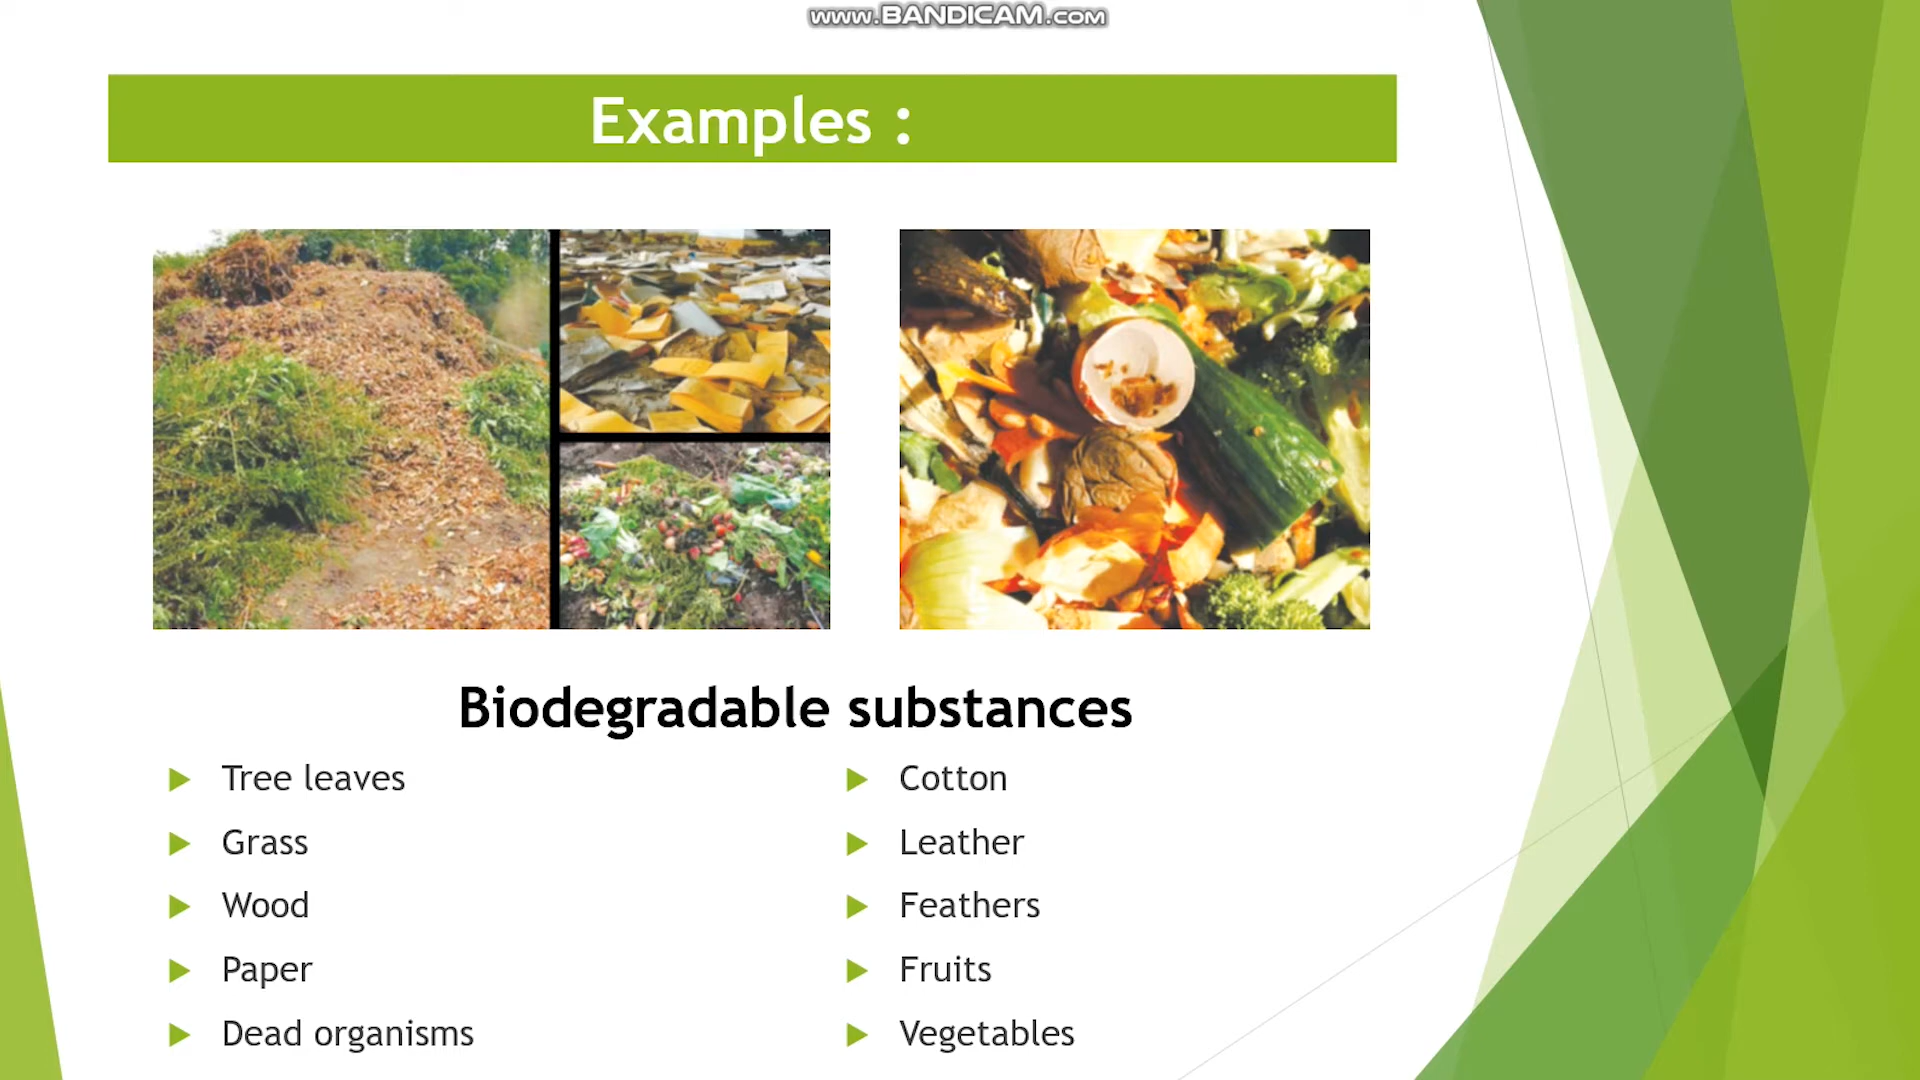 www.BANDICAM.com
Examples :
Biodegradable substances
Tree leaves
Grass
Wood
Paper
Dead organisms
Cotton
Leather
Feathers
Fruits
Vegetables